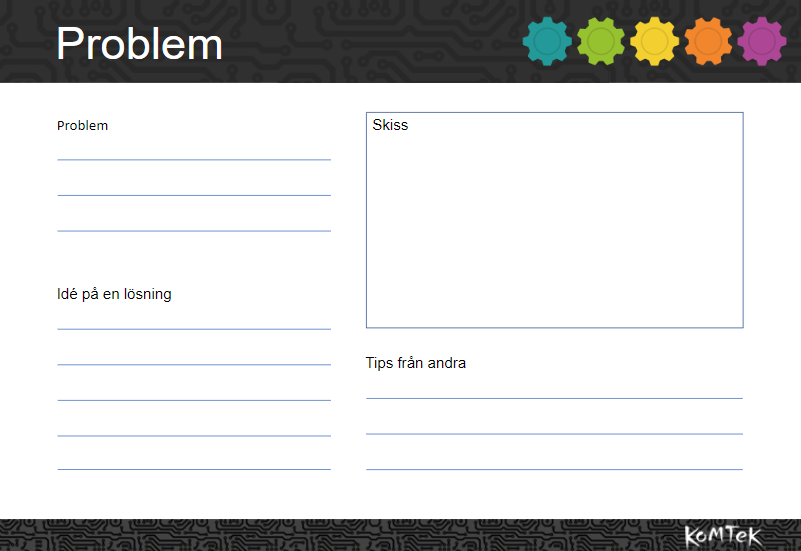 Problem
Problem
Idé på en lösning
Skiss
Tips från andra
KoMTeK